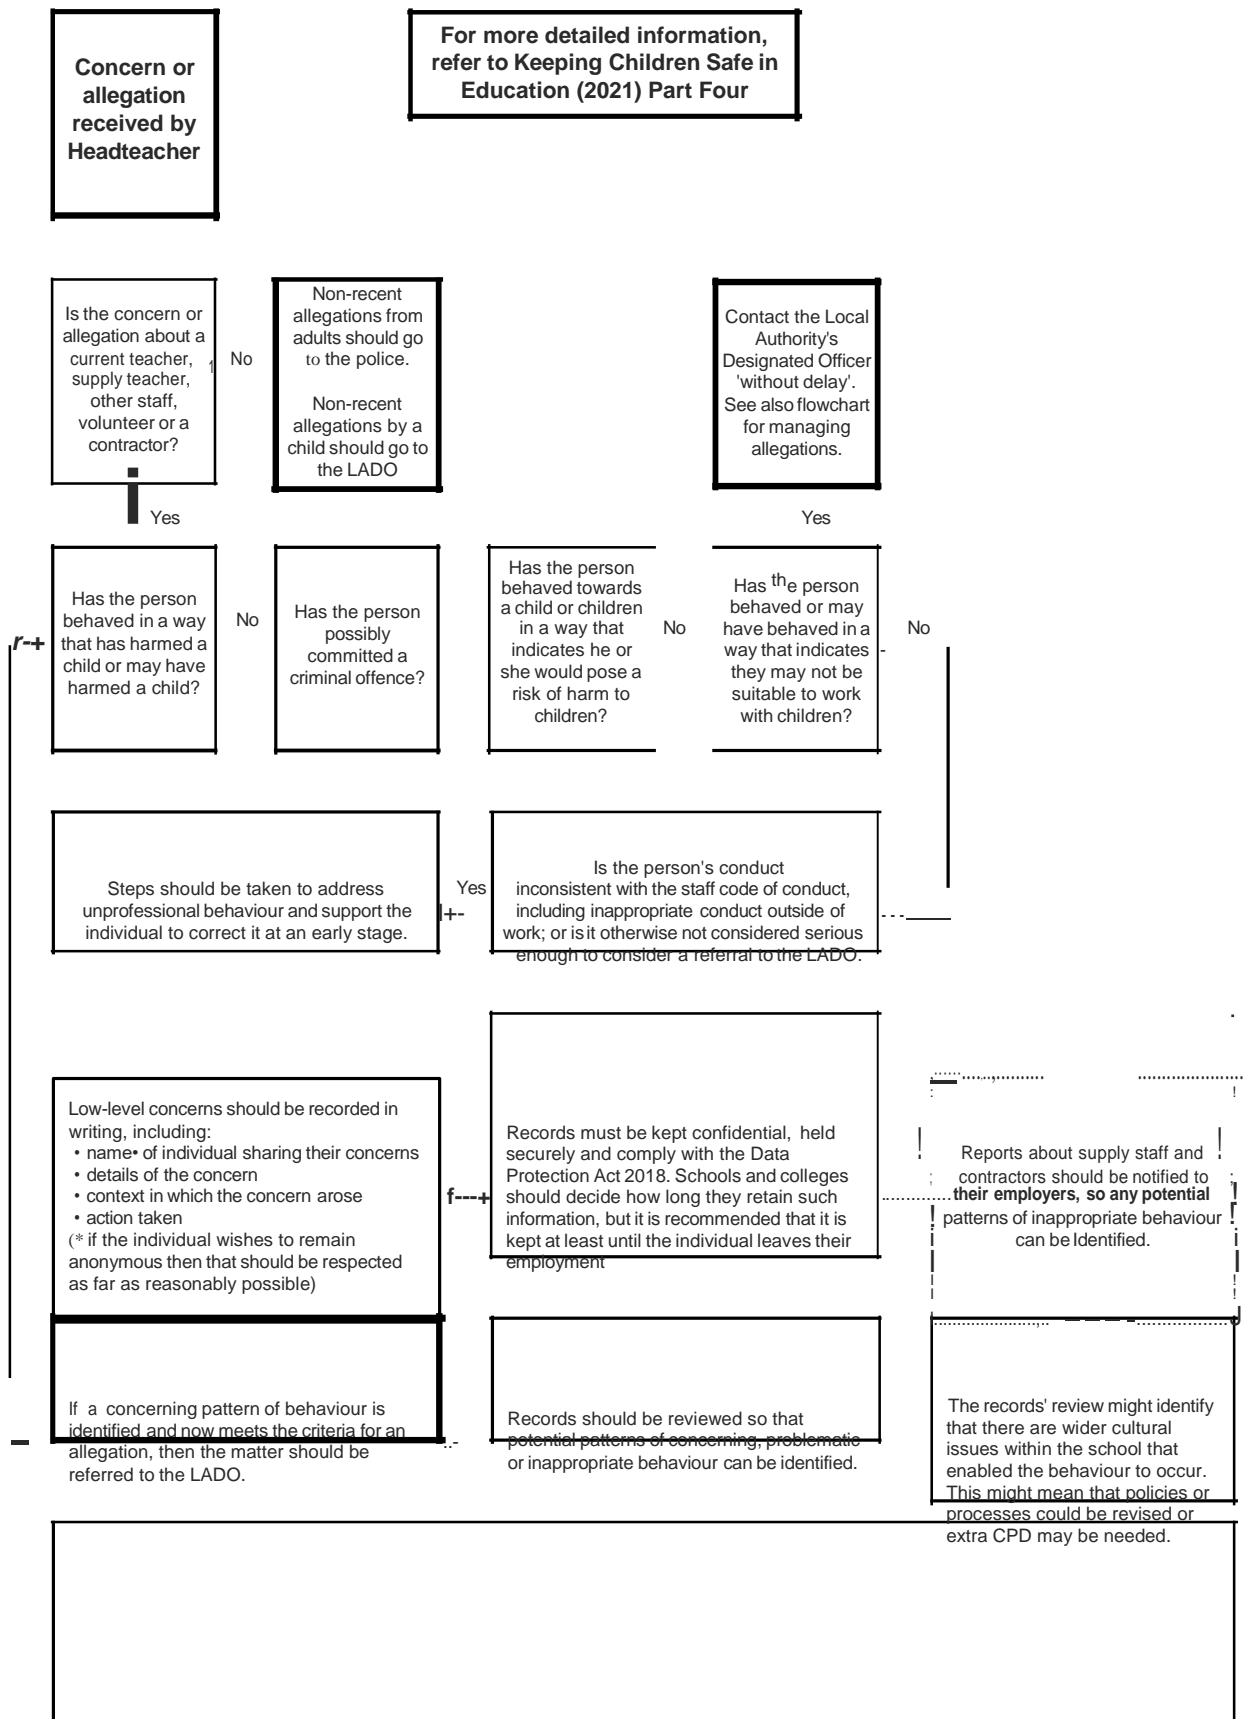 Concern or
allegation
received by
Headteacher
For more detailed information,
refer to Keeping Children Safe in
Education (2021) Part Four
Is the concern or
allegation about a
current teacher,
supply teacher,
other staff,
volunteer or a
contractor?
No
Non-recent
allegations from
adults should go
to the police.
Non-recent
allegations by a
child should go to
the LADO
Contact the Local
Authority's
Designated Officer
'without delay'.
See also flowchart
for managing
allegations.
Yes
Yes
Has the person
behaved in a way
that has harmed a
child or may have
harmed a child?
No
Has the person
possibly
committed a
criminal offence?
Has the person
behaved towards
a child or children
in a way that
indicates he or
she would pose a
risk of harm to
children?
No
Has the person
behaved or may
have behaved in a
way that indicates
they may not be
suitable to work
with children?
No
r-+
Steps should be taken to address
unprofessional behaviour and support the
individual to correct it at an early stage.
Yes
l+-
Is the person's conduct
inconsistent with the staff code of conduct,
including inappropriate conduct outside of
work; or is it otherwise not considered serious
enough to consider a referral to the LADO.
Low-level concerns should be recorded in
writing, including:
• name• of individual sharing their concerns
• details of the concern
• context in which the concern arose
• action taken
(* if the individual wishes to remain
anonymous then that should be respected
as far as reasonably possible)
f---+
Records must be kept confidential, held
securely and comply with the Data
Protection Act 2018. Schools and colleges
should decide how long they retain such
information, but it is recommended that it is
kept at least until the individual leaves their
employment
Reports about supply staff and
contractors should be notified to
their employers, so any potential
patterns of inappropriate behaviour
can be Identified.
If a concerning pattern of behaviour is
identified and now meets the criteria for an
allegation, then the matter should be
referred to the LADO.
Records should be reviewed so that
potential patterns of concerning, problematic
or inappropriate behaviour can be identified.
The records' review might identify
that there are wider cultural
issues within the school that
enabled the behaviour to occur.
This might mean that policies or
processes could be revised or
extra CPD may be needed.